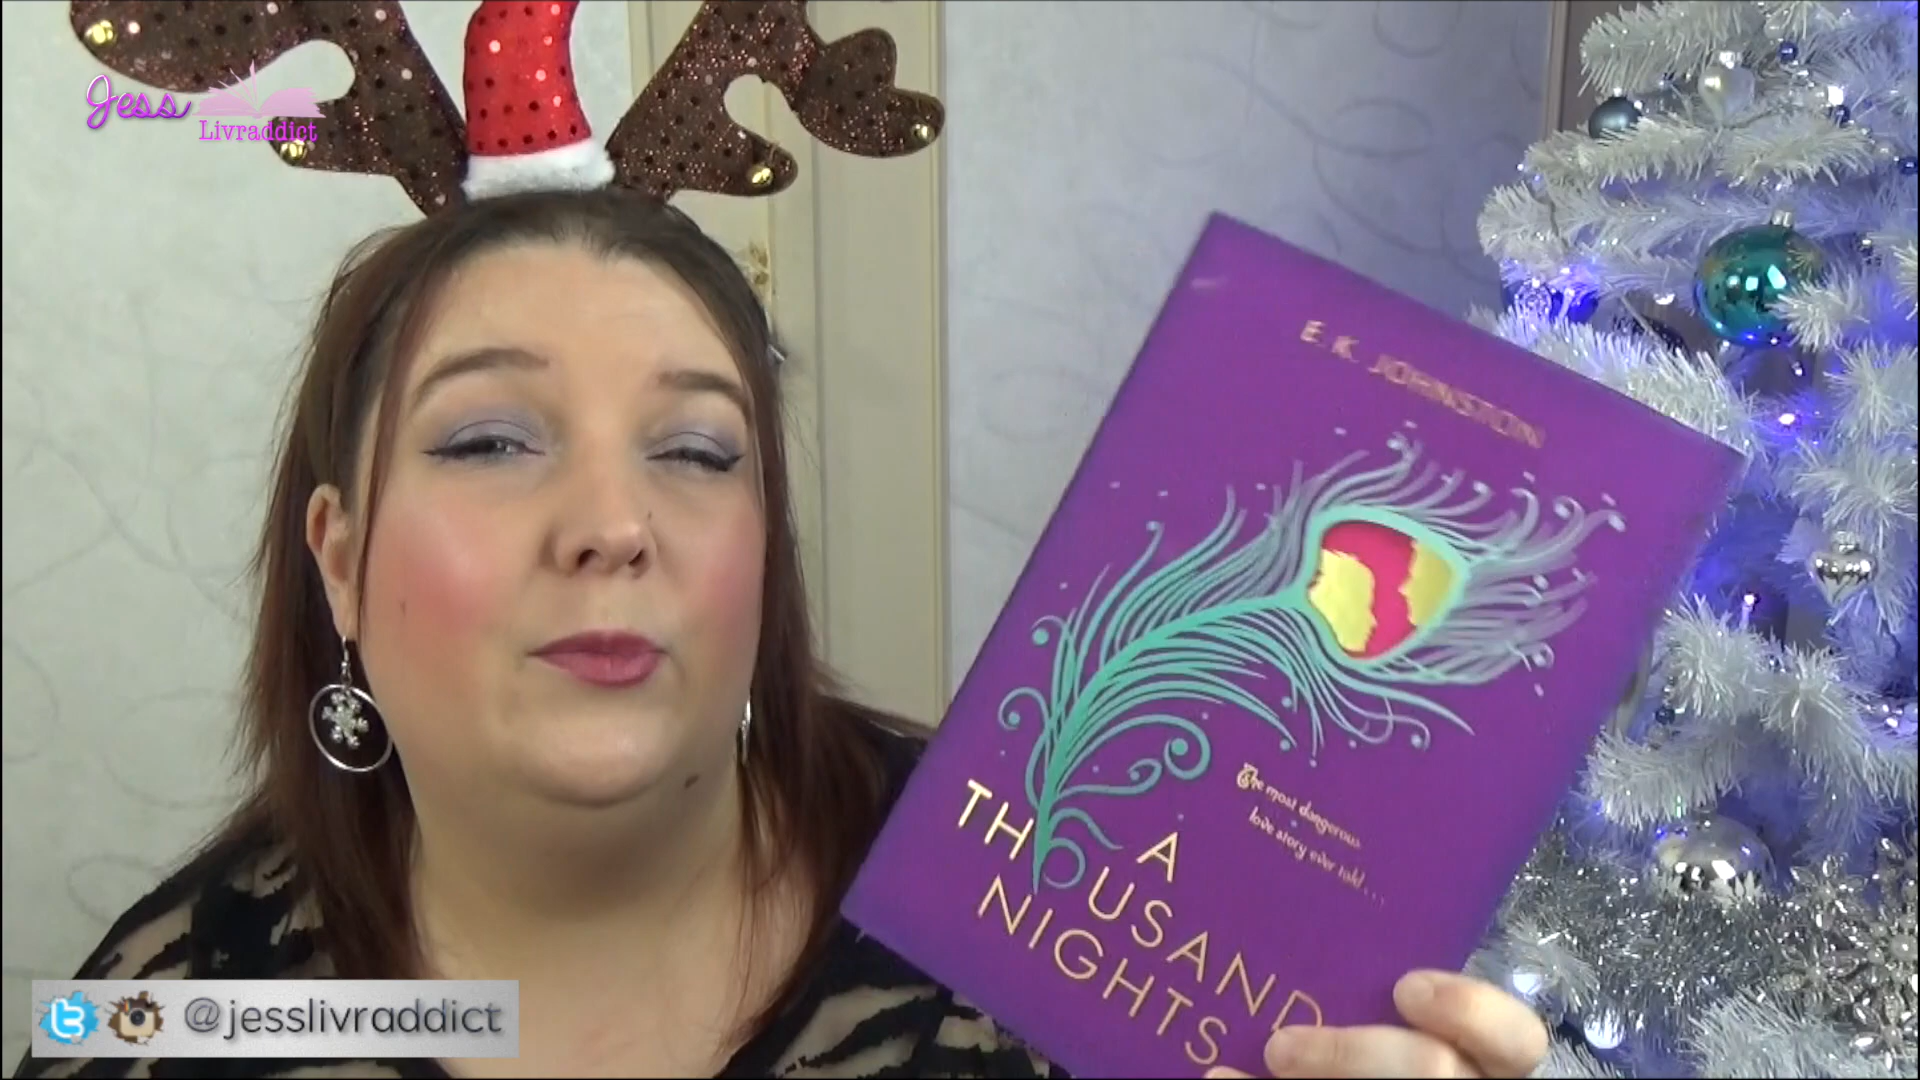 Jess
Livraddict
E. K. JOHNSTON
The most dangerous
love story ever told . . .
A
THOUSAND
NIGHTS
@jesslivraddict